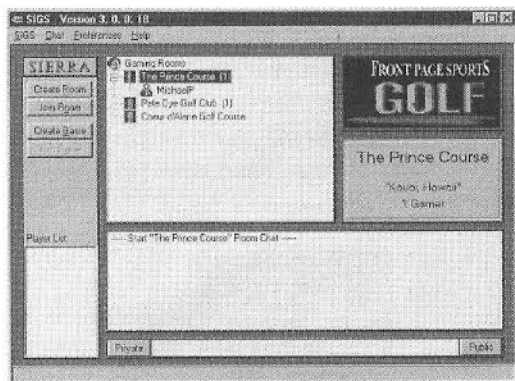 SIGS Version 3. 0. 0. 18
SIGS Chat Preferences Help
SIERRA
Create Room
Join Room
Create Game
Player List
Gaming Rooms
The Prince Course (1)
MichaelP
Pete Dye Golf Club (1)
Coeur d'Alene Golf Course
FRONT PAGE SPORTS
GOLF
The Prince Course
"Kauai, Hawaii"
1 Gamer
---- Start "The Prince Course" Room Chat ----
Private
Public